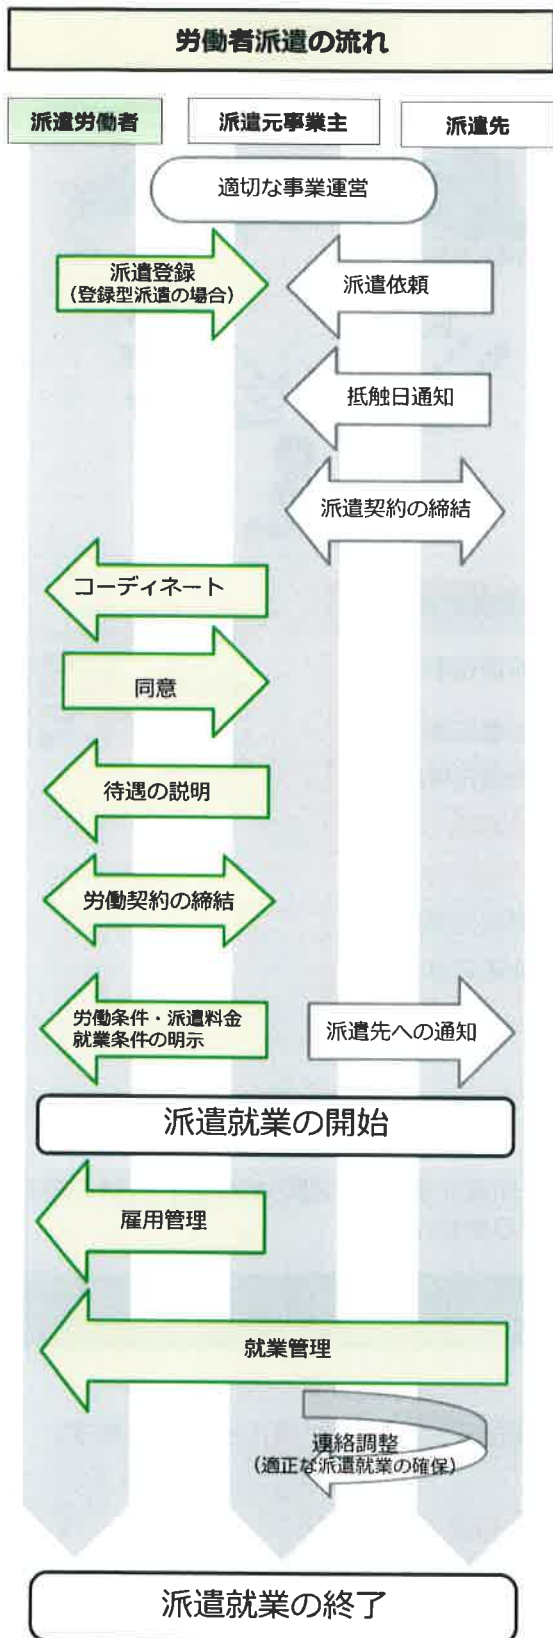 労働者派遣の流れ
派遣労働者
派遣元事業主
派遣先
適切な事業運営
派遣登録
(登録型派遣の場合)
派遣依頼
抵触日通知
派遣契約の締結
コーディネート
同意
待遇の説明
労働契約の締結
労働条件・派遣料金
就業条件の明示
派遣先への通知
派遣就業の開始
雇用管理
就業管理
連絡調整
(適正な派遣就業の確保)
派遣就業の終了